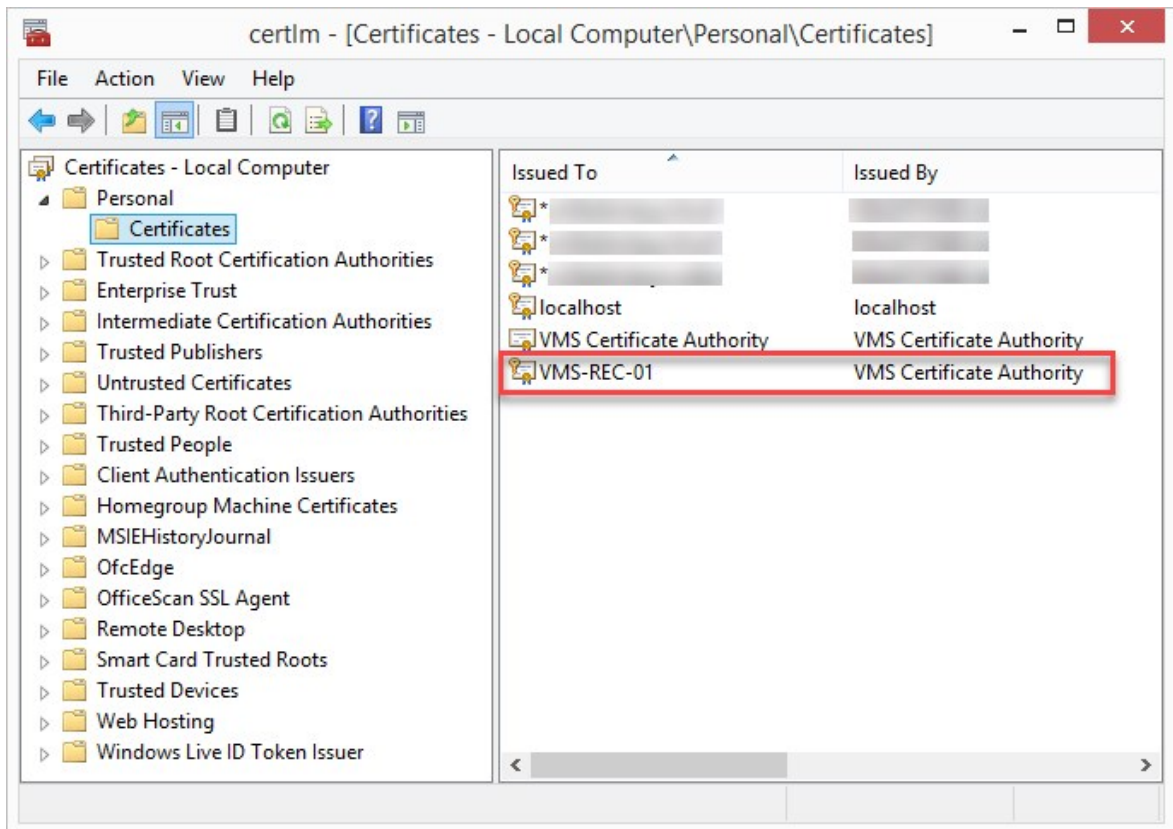 certlm - [Certificates - Local Computer\Personal\Certificates]
File Action View Help
Certificates - Local Computer
Personal
Certificates
Trusted Root Certification Authorities
Enterprise Trust
Intermediate Certification Authorities
Trusted Publishers
Untrusted Certificates
Third-Party Root Certification Authorities
Trusted People
Client Authentication Issuers
Homegroup Machine Certificates
MSIEHistoryJournal
OfcEdge
OfficeScan SSL Agent
Remote Desktop
Smart Card Trusted Roots
Trusted Devices
Web Hosting
Windows Live ID Token Issuer
Issued To Issued By
*
*
*
localhost localhost
VMS Certificate Authority VMS Certificate Authority
VMS-REC-01 VMS Certificate Authority